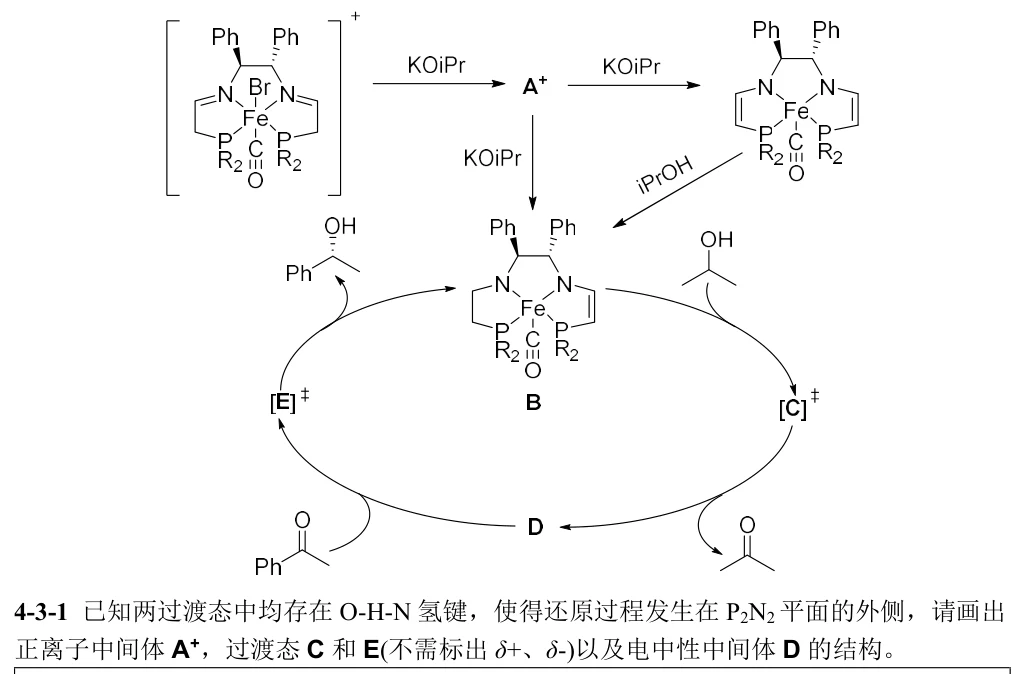 +
Ph Ph
Br
N N
Fe
P P
R2 C R2
O
KOiPr
A+
KOiPr
Ph Ph
N N
Fe
P P
R2 C R2
O
KOiPr
iPrOH
OH
Ph
Ph Ph
N N
Fe
P P
R2 C R2
O
B
OH
[E]‡
[C]‡
O
Ph
D
O
4-3-1 已知两过渡态中均存在 O-H-N 氢键，使得还原过程发生在 P2N2 平面的外侧，请画出
正离子中间体 A+，过渡态 C 和 E(不需标出 δ+、δ-)以及电中性中间体 D 的结构。